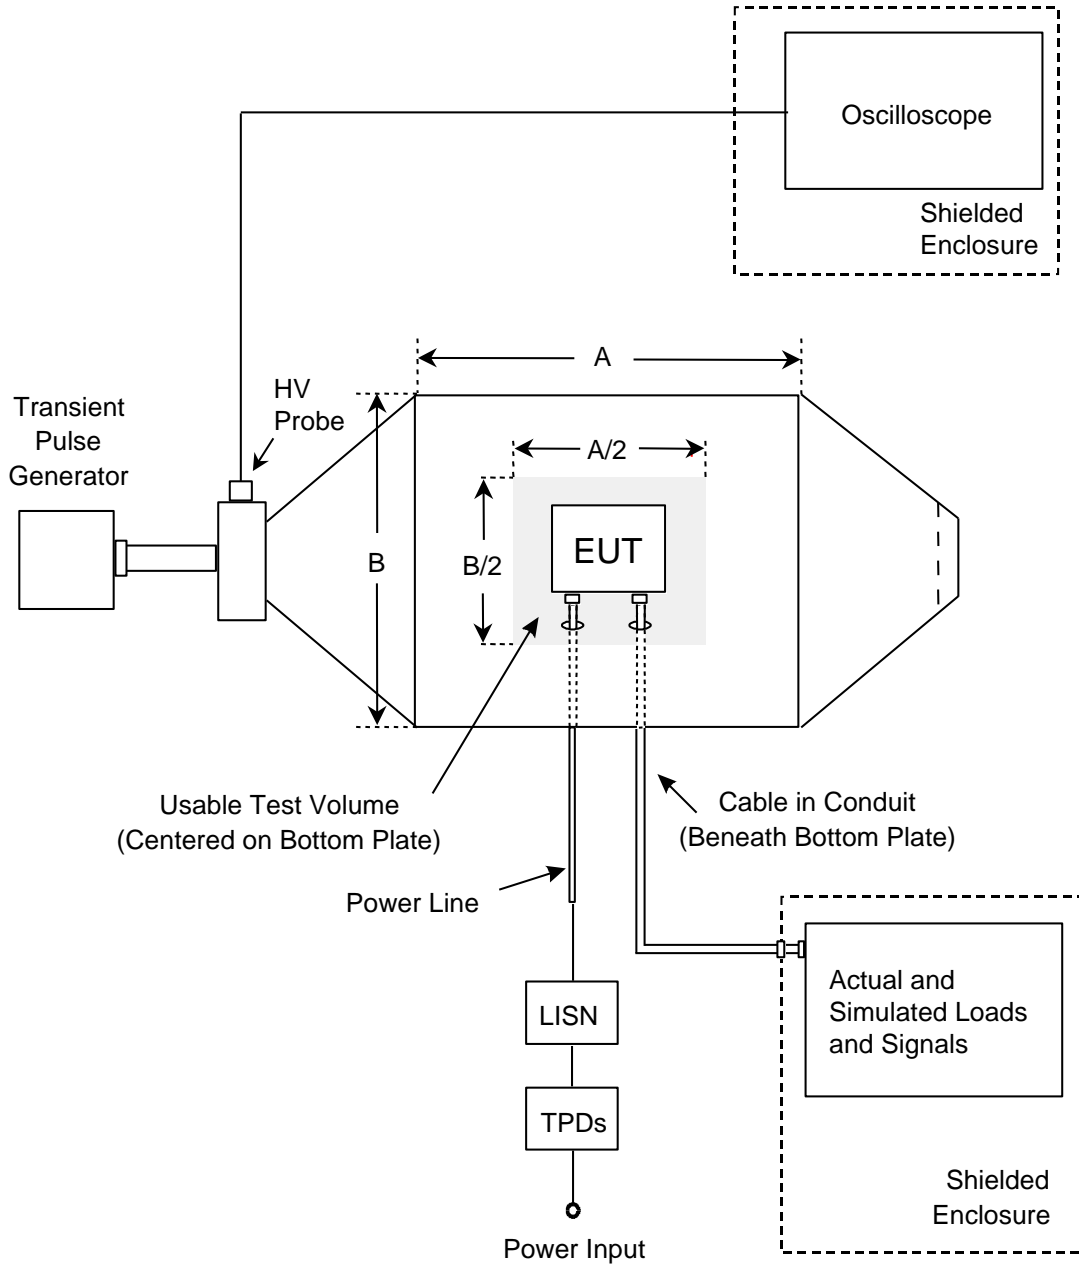 Oscilloscope
Shielded
Enclosure
A
HV
Probe
Transient
Pulse
Generator
A/2
B
B/2
EUT
Usable Test Volume
(Centered on Bottom Plate)
Cable in Conduit
(Beneath Bottom Plate)
Power Line
Actual and
Simulated Loads
and Signals
LISN
TPDs
Shielded
Enclosure
Power Input